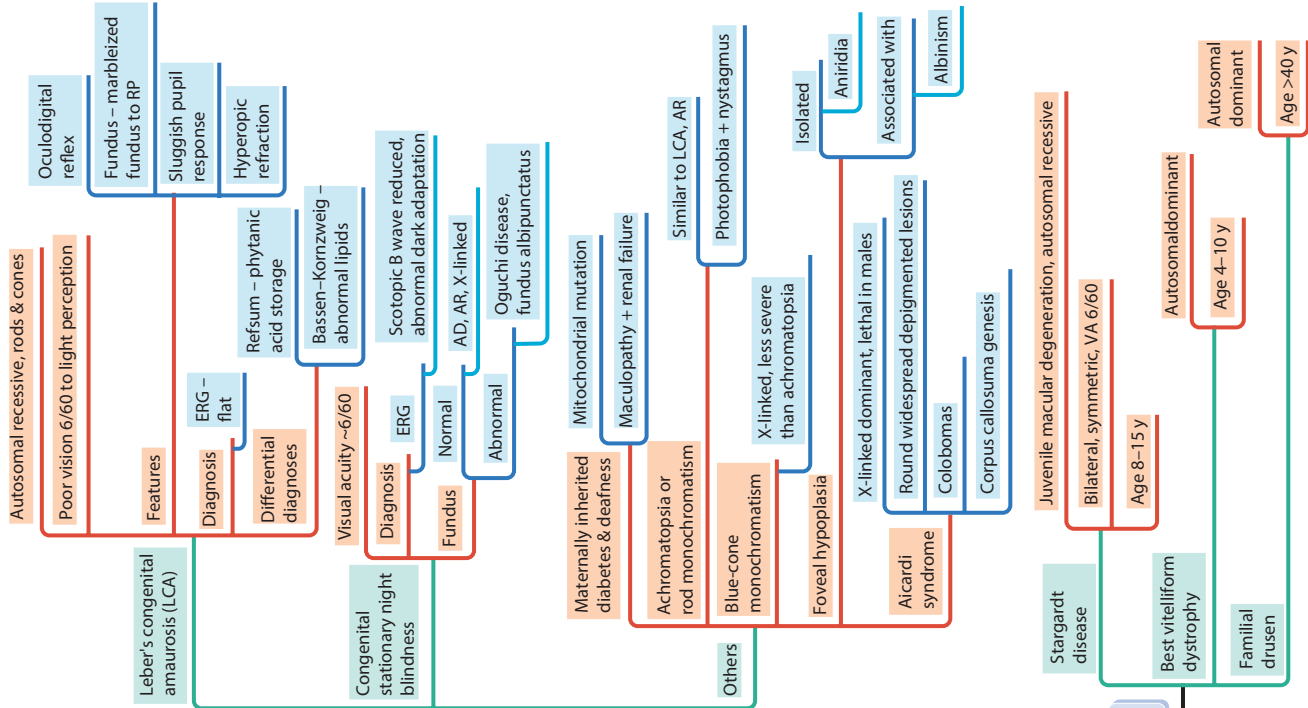 Leber's congenital
amaurosis (LCA)
Autosomal recessive, rods & cones
Poor vision 6/60 to light perception
Features
Oculodigital
reflex
Fundus – marbleized
fundus to RP
Sluggish pupil
response
Hyperopic
refraction
Diagnosis
ERG –
flat
Differential
diagnoses
Refsum – phytanic
acid storage
Bassen–Kornzweig –
abnormal lipids
Congenital
stationary night
blindness
Visual acuity ~6/60
Diagnosis
ERG
Scotopic B wave reduced,
abnormal dark adaptation
Fundus
Normal
AD, AR, X-linked
Abnormal
Oguchi disease,
fundus albipunctatus
Others
Maternally inherited
diabetes & deafness
Mitochondrial mutation
Maculopathy + renal failure
Achromatopsia or
rod monochromatism
Similar to LCA, AR
Photophobia + nystagmus
Blue-cone
monochromatism
X-linked, less severe
than achromatopsia
Foveal hypoplasia
Isolated
Aniridia
Associated with
Albinism
Aicardi
syndrome
X-linked dominant, lethal in males
Round widespread depigmented lesions
Colobomas
Corpus callosuma genesis
Stargardt
disease
Juvenile macular degeneration, autosomal recessive
Bilateral, symmetric, VA 6/60
Age 8–15 y
Best vitelliform
dystrophy
Autosomaldominant
Age 4–10 y
Familial
drusen
Autosomal
dominant
Age >40 y